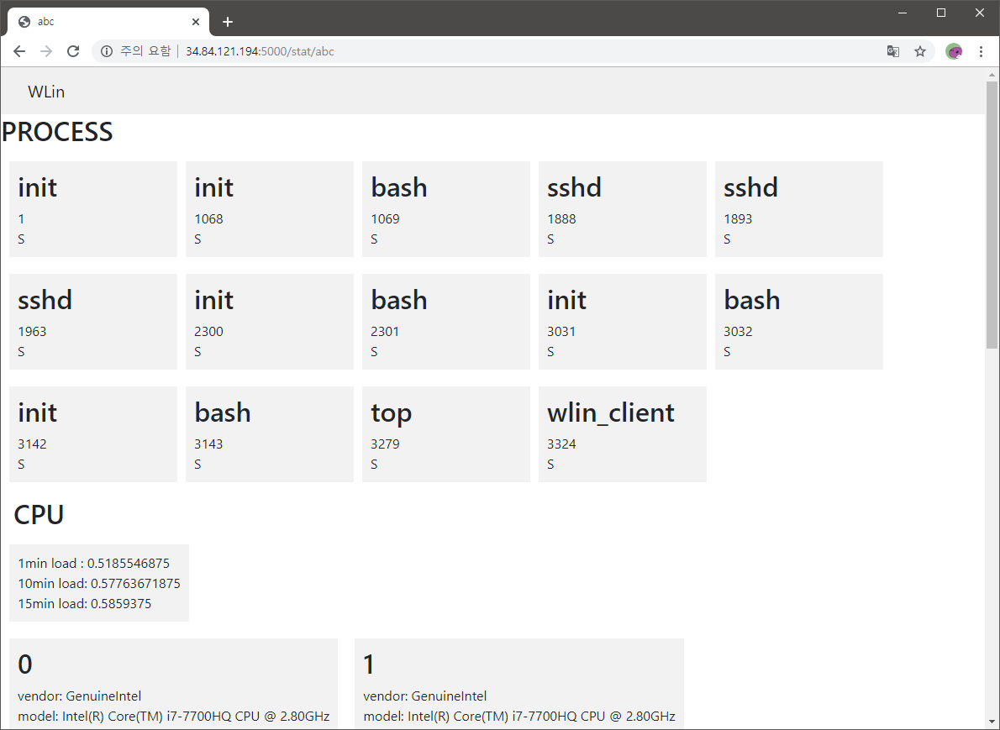 abc
주의 요함 34.84.121.194:5000/stat/abc
WLin
PROCESS
init init bash sshd sshd
1 1068 1069 1888 1893
S S S S S
sshd init bash init bash
1963 2300 2301 3031 3032
S S S S S
init bash top wlin_client
3142 3143 3279 3324
S S S S
CPU
1min load : 0.5185546875
10min load: 0.57763671875
15min load: 0.5859375
0 1
vendor: GenuineIntel vendor: GenuineIntel
model: Intel(R) Core(TM) i7-7700HQ CPU @ 2.80GHz model: Intel(R) Core(TM) i7-7700HQ CPU @ 2.80GHz